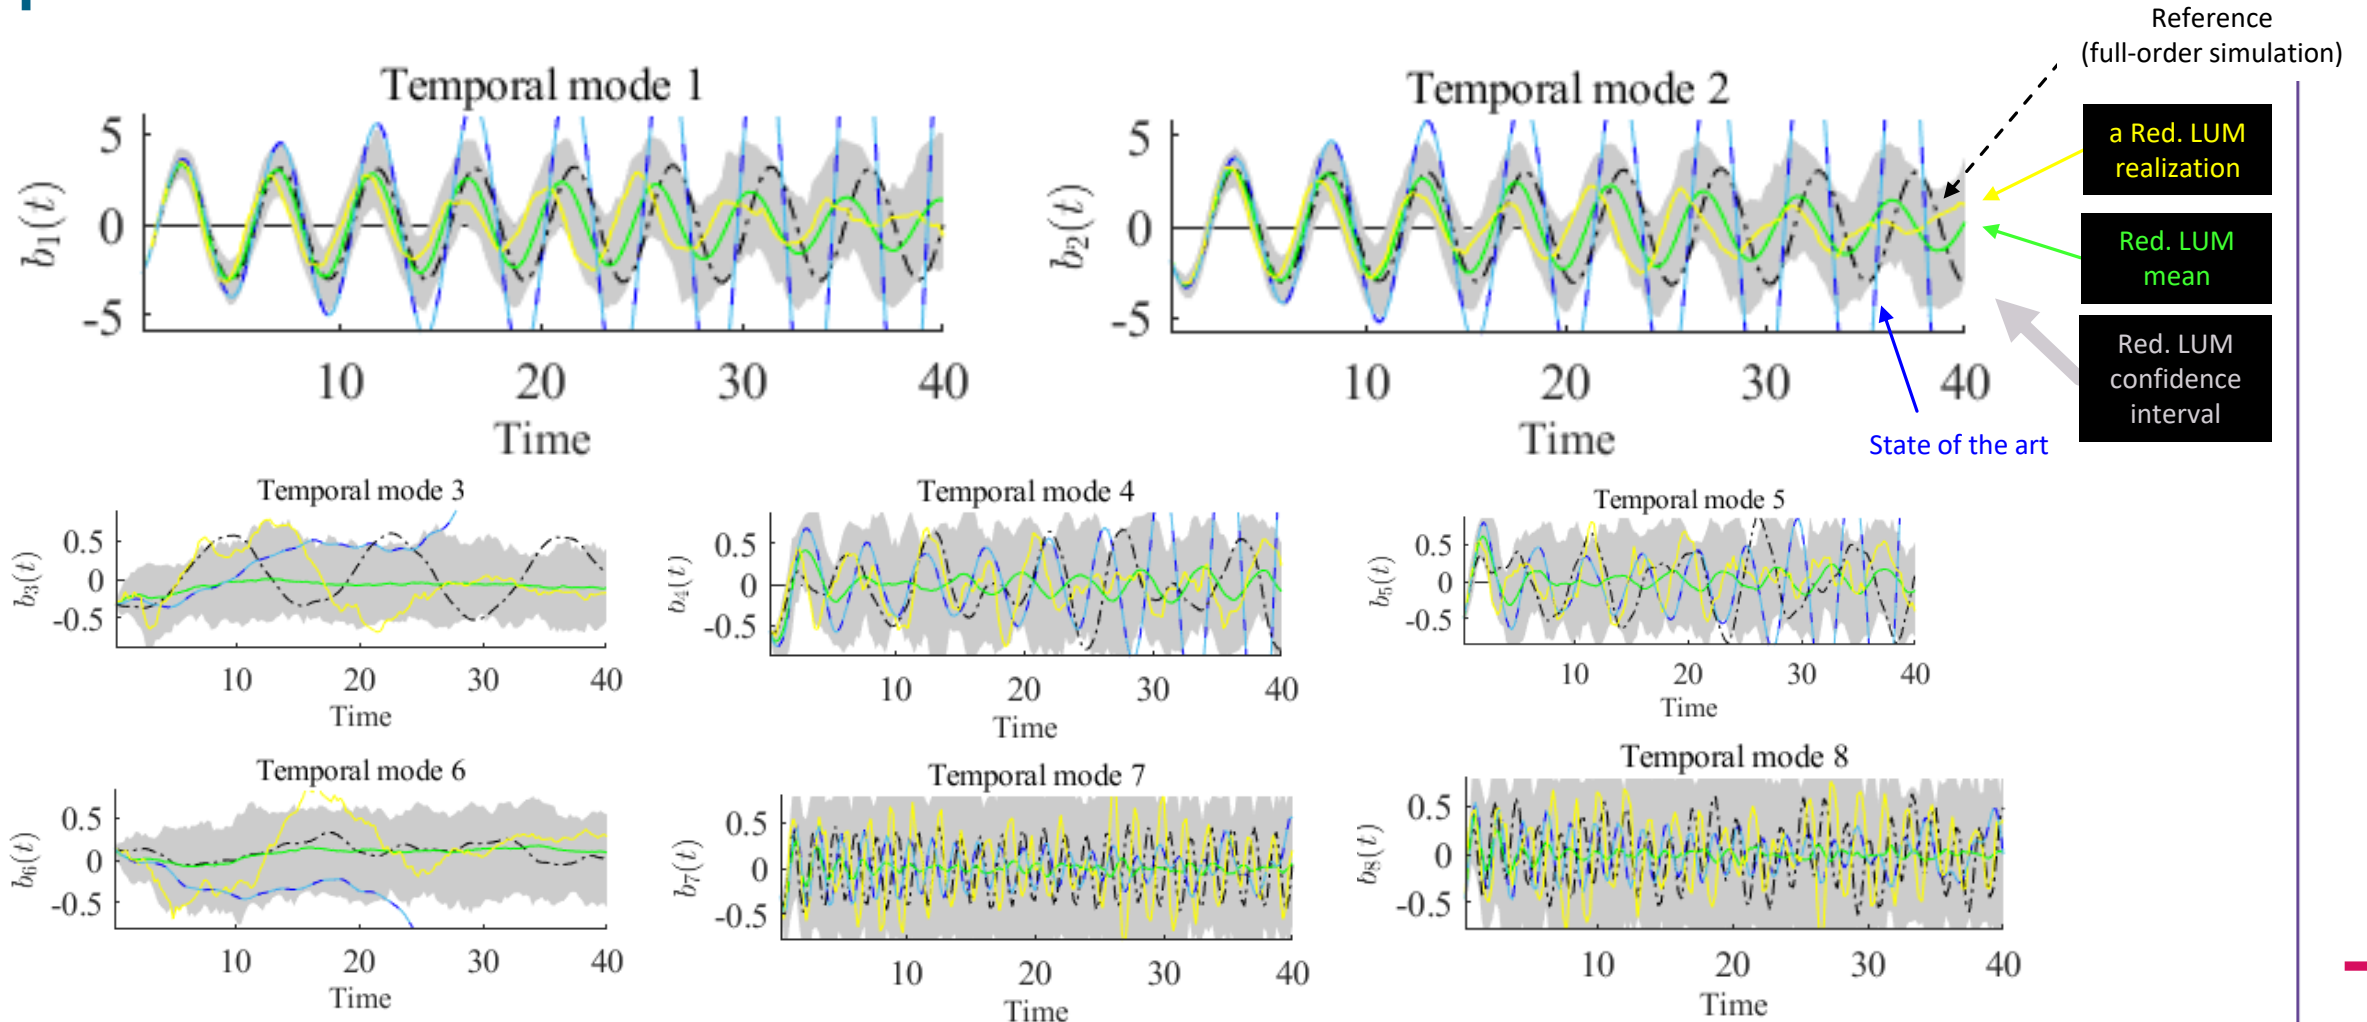 Reference
(full-order simulation)
Temporal mode 1
5
0
-5
b1(t)
10 20 30 40
Time
Temporal mode 2
5
0
-5
b2(t)
10 20 30 40
Time
a Red. LUM
realization
Red. LUM
mean
Red. LUM
confidence
interval
State of the art
Temporal mode 3
0.5
0
-0.5
b3(t)
10 20 30 40
Time
Temporal mode 4
0.5
0
-0.5
b4(t)
10 20 30 40
Time
Temporal mode 5
0.5
0
-0.5
b5(t)
10 20 30 40
Time
Temporal mode 6
0.5
0
-0.5
b6(t)
10 20 30 40
Time
Temporal mode 7
0.5
0
-0.5
b7(t)
10 20 30 40
Time
Temporal mode 8
0.5
0
-0.5
b8(t)
10 20 30 40
Time